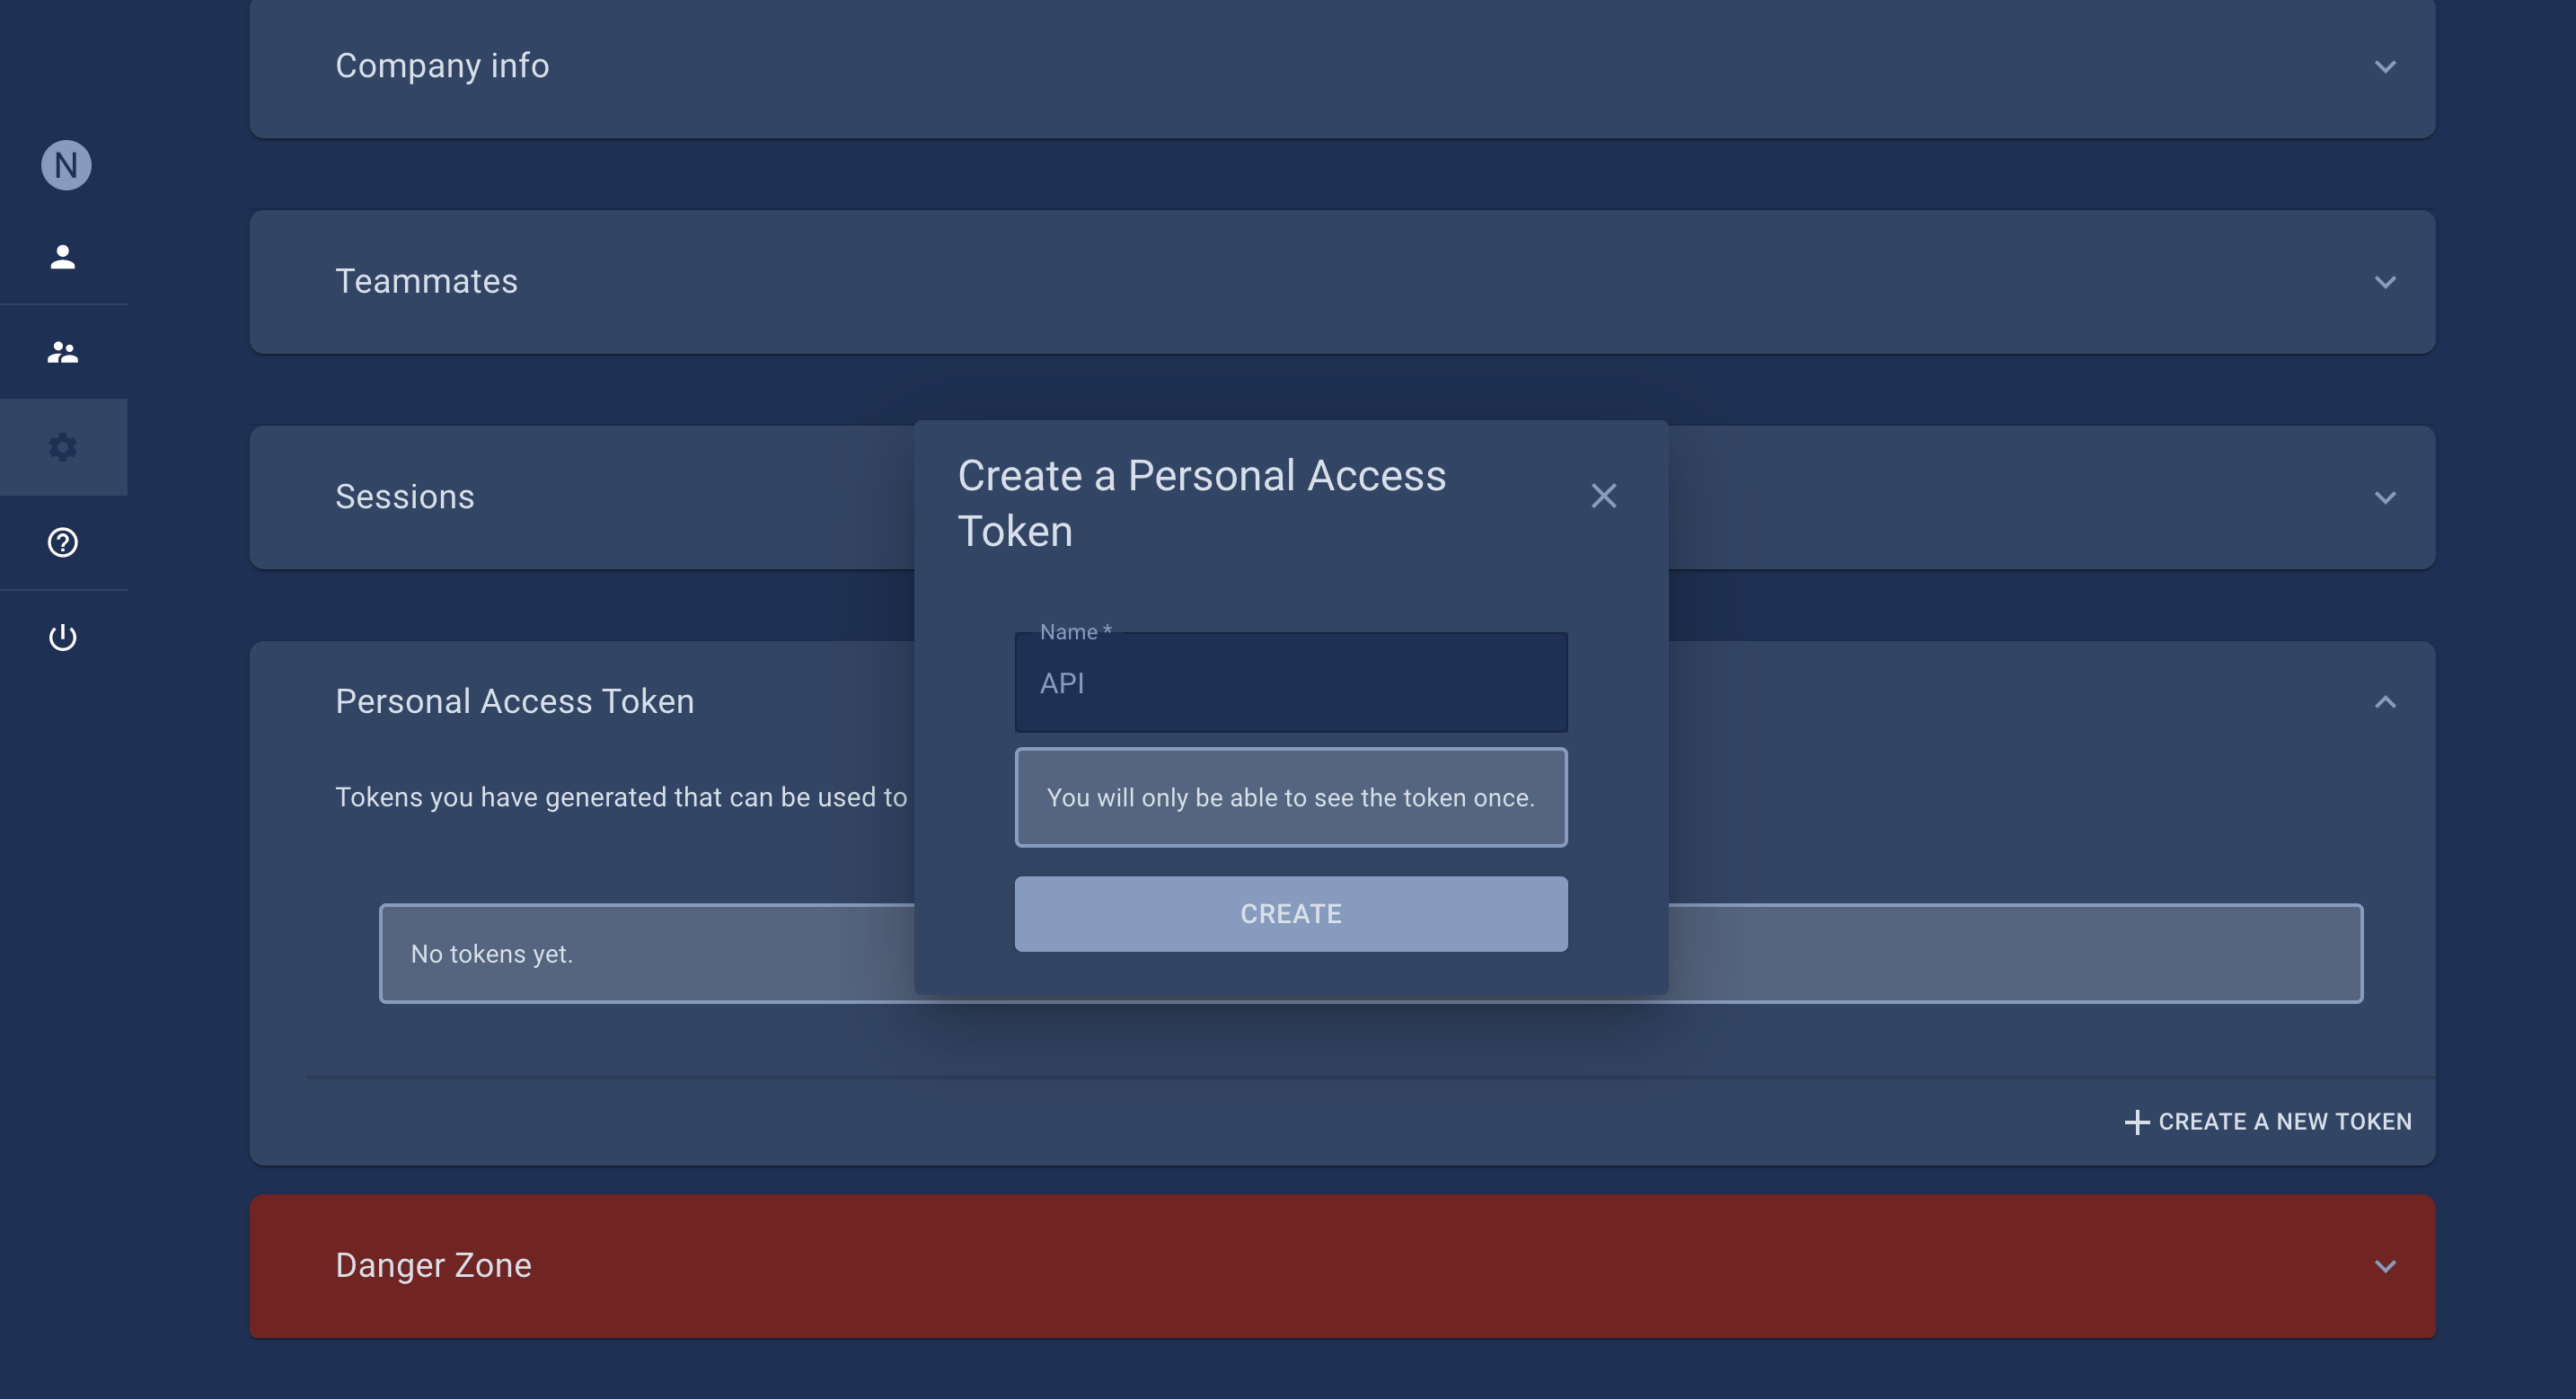 Company info
N
Teammates
Create a Personal Access
Token
Sessions
Name *
API
Personal Access Token
Tokens you have generated that can be used to
You will only be able to see the token once.
CREATE
No tokens yet.
CREATE A NEW TOKEN
Danger Zone